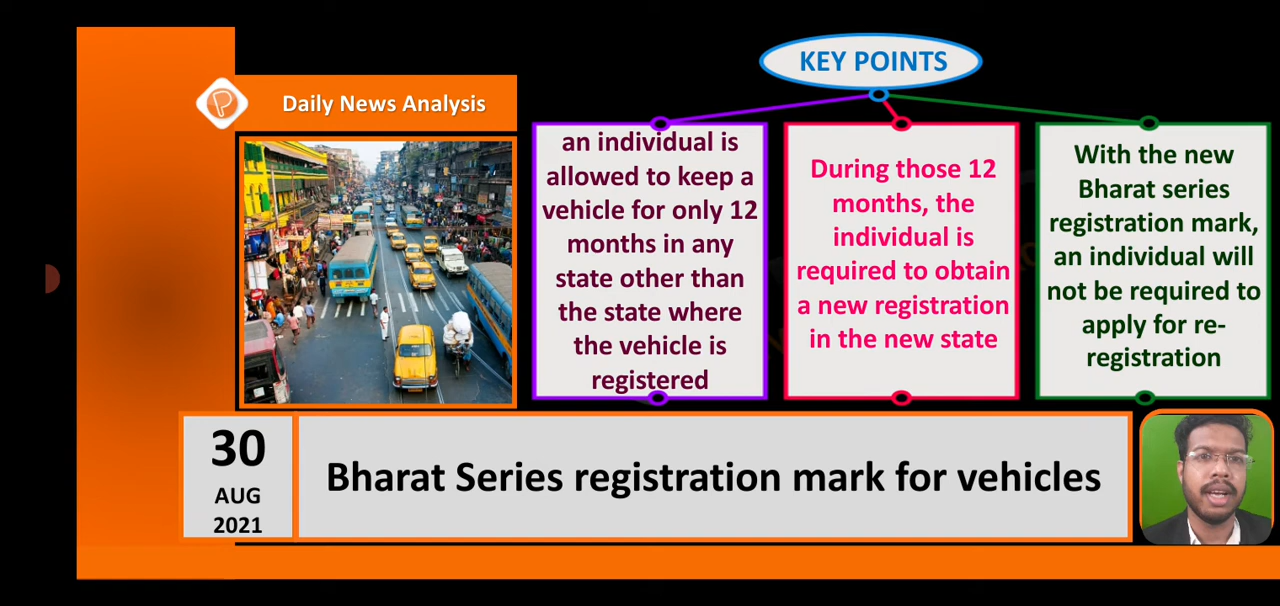 KEY POINTS
Daily News Analysis
an individual is
allowed to keep a
vehicle for only 12
months in any
state other than
the state where
the vehicle is
registered
During those 12
months, the
individual is
required to obtain
a new registration
in the new state
With the new
Bharat series
registration mark,
an individual will
not be required to
apply for re-
registration
30
AUG
2021
Bharat Series registration mark for vehicles